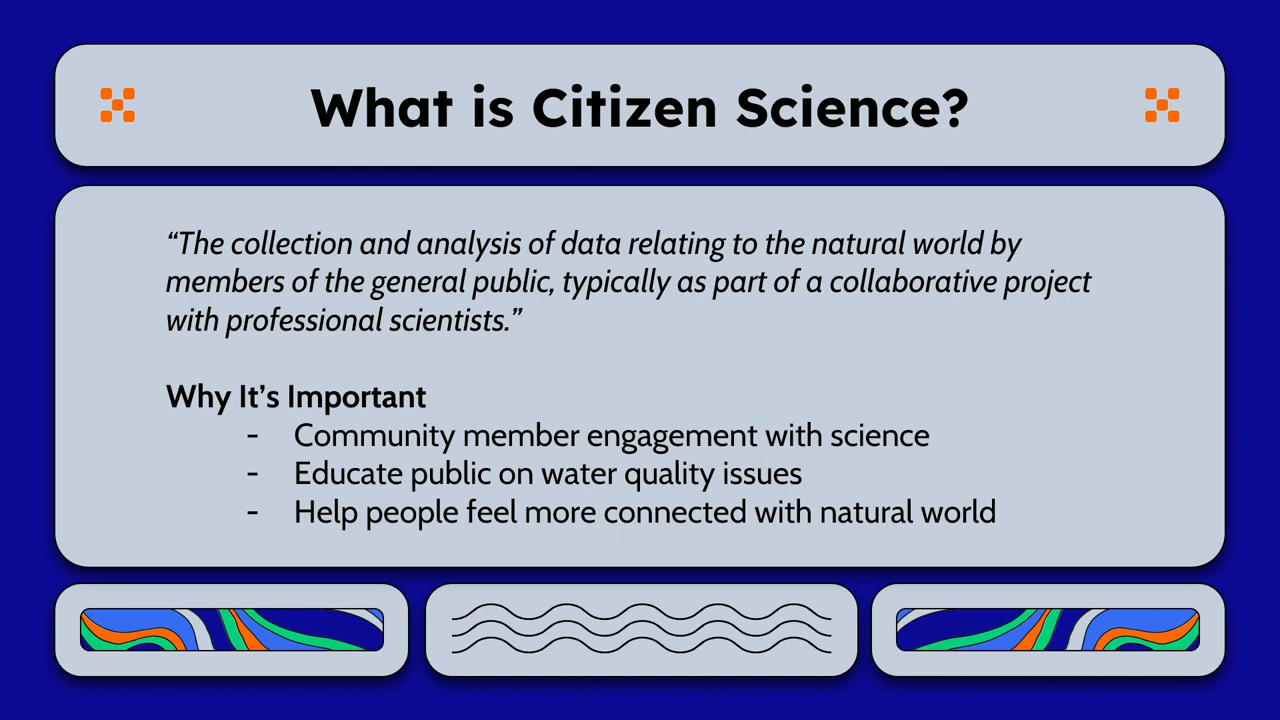 What is Citizen Science?
“The collection and analysis of data relating to the natural world by
members of the general public, typically as part of a collaborative project
with professional scientists.”
Why It’s Important
- Community member engagement with science
- Educate public on water quality issues
- Help people feel more connected with natural world